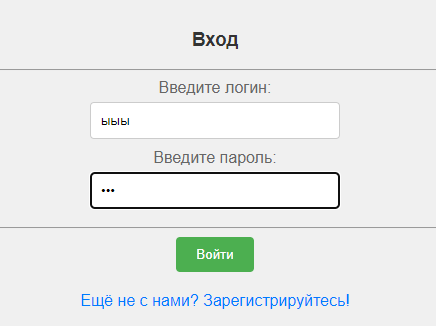 Вход
Введите логин:
ыыы
Введите пароль:
•••
Войти
Ещё не с нами? Зарегистрируйтесь!